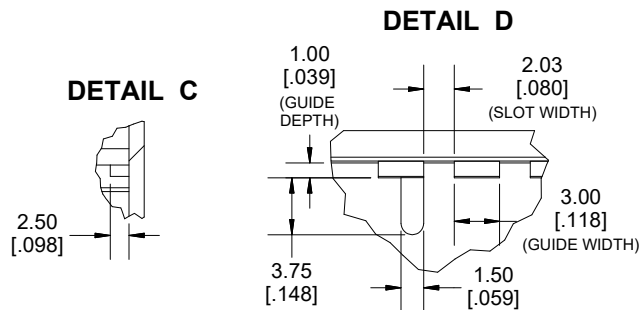 DETAIL D
1.00
[.039]
(GUIDE
DEPTH)
2.03
[.080]
(SLOT WIDTH)
DETAIL C
2.50
[.098]
3.00
[.118]
(GUIDE WIDTH)
3.75
[.148]
1.50
[.059]